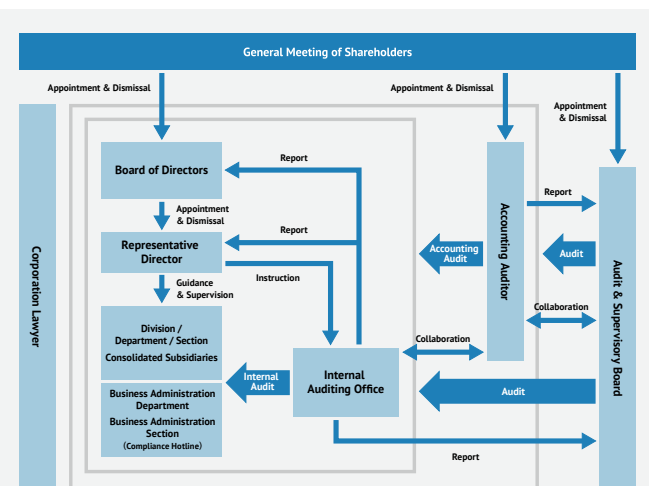 General Meeting of Shareholders
Appointment & Dismissal
Appointment & Dismissal
Appointment
& Dismissal
Corporation Lawyer
Board of Directors
Report
Appointment
& Dismissal
Representative
Director
Report
Guidance
& Supervision
Instruction
Division /
Department / Section
Consolidated Subsidiaries
Business Administration
Department
Business Administration
Section
(Compliance Hotline)
Internal
Audit
Internal
Auditing Office
Accounting
Audit
Collaboration
Accounting Auditor
Report
Audit
Collaboration
Audit
Report
Audit & Supervisory Board